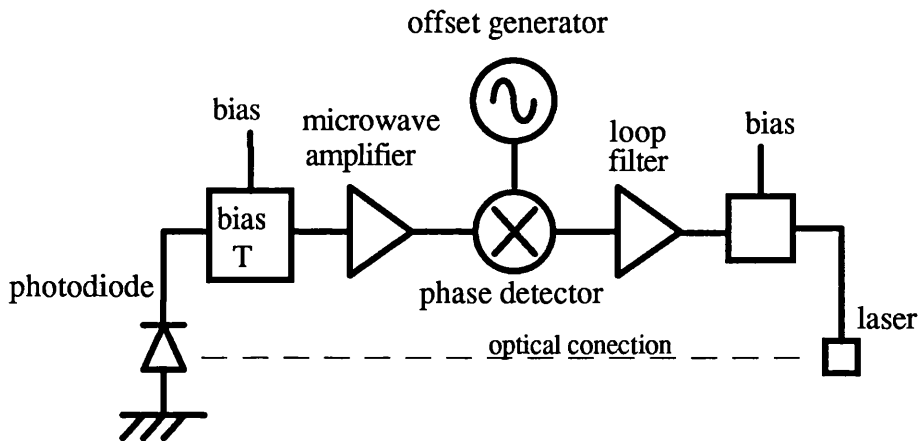 offset generator
bias
microwave
amplifier
loop
filter
bias
bias
T
photodiode
phase detector
laser
optical conection